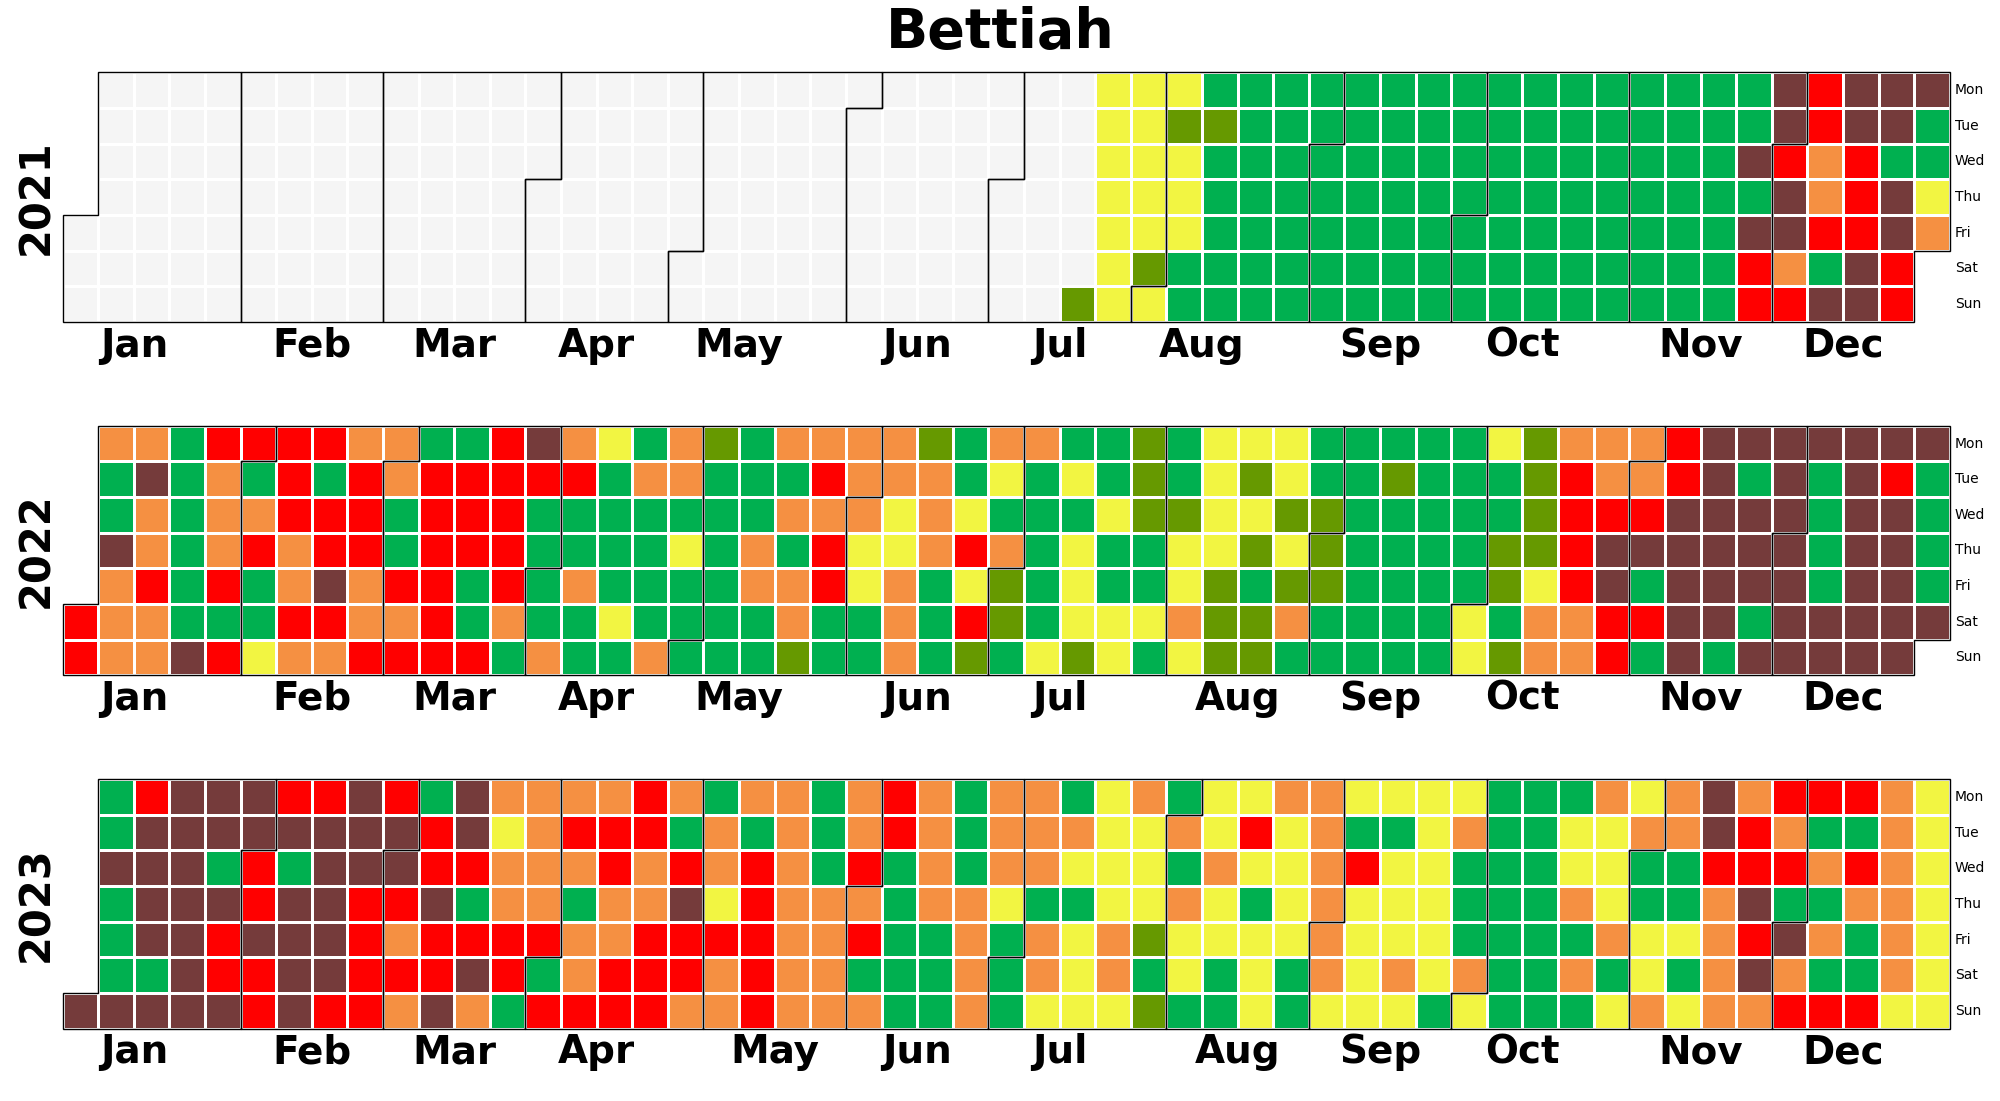 Bettiah
2021
Mon
Tue
Wed
Thu
Fri
Sat
Sun
Jan Feb Mar Apr May Jun Jul Aug Sep Oct Nov Dec
2022
Mon
Tue
Wed
Thu
Fri
Sat
Sun
Jan Feb Mar Apr May Jun Jul Aug Sep Oct Nov Dec
2023
Mon
Tue
Wed
Thu
Fri
Sat
Sun
Jan Feb Mar Apr May Jun Jul Aug Sep Oct Nov Dec